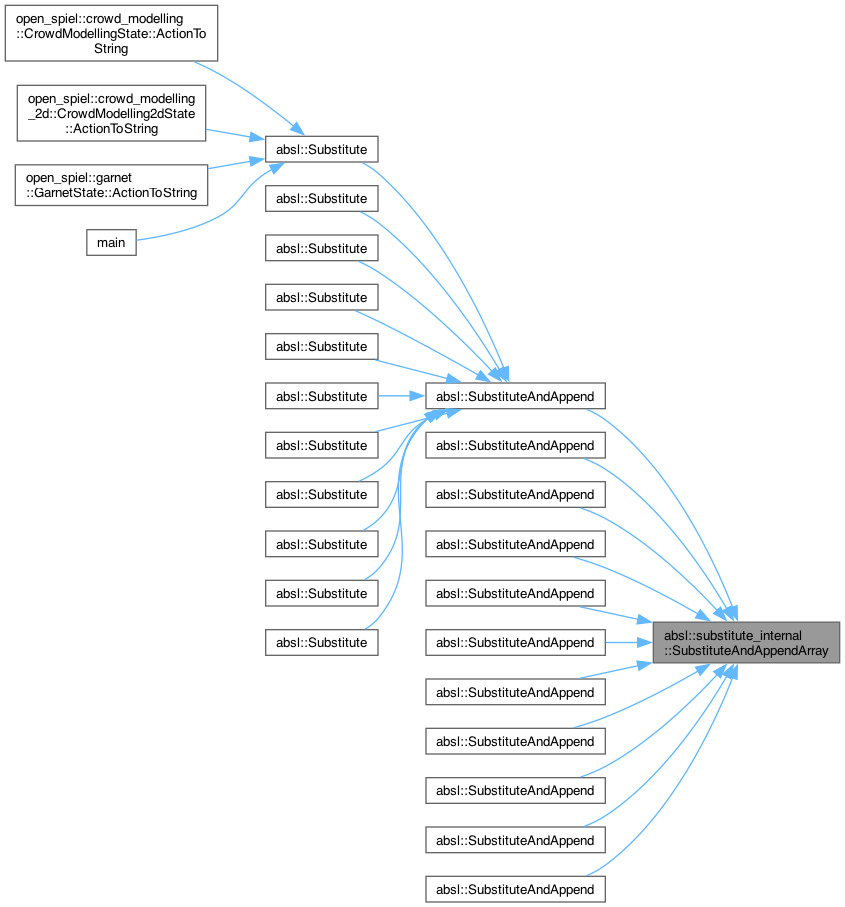 open_spiel::crowd_modelling
::CrowdModellingState::ActionTo
String
open_spiel::crowd_modelling
_2d::CrowdModelling2dState
::ActionToString
open_spiel::garnet
::GarnetState::ActionToString
main
absl::Substitute
absl::Substitute
absl::Substitute
absl::Substitute
absl::Substitute
absl::Substitute
absl::Substitute
absl::Substitute
absl::Substitute
absl::Substitute
absl::Substitute
absl::SubstituteAndAppend
absl::SubstituteAndAppend
absl::SubstituteAndAppend
absl::SubstituteAndAppend
absl::SubstituteAndAppend
absl::SubstituteAndAppend
absl::SubstituteAndAppend
absl::SubstituteAndAppend
absl::SubstituteAndAppend
absl::SubstituteAndAppend
absl::SubstituteAndAppend
absl::substitute_internal
::SubstituteAndAppendArray